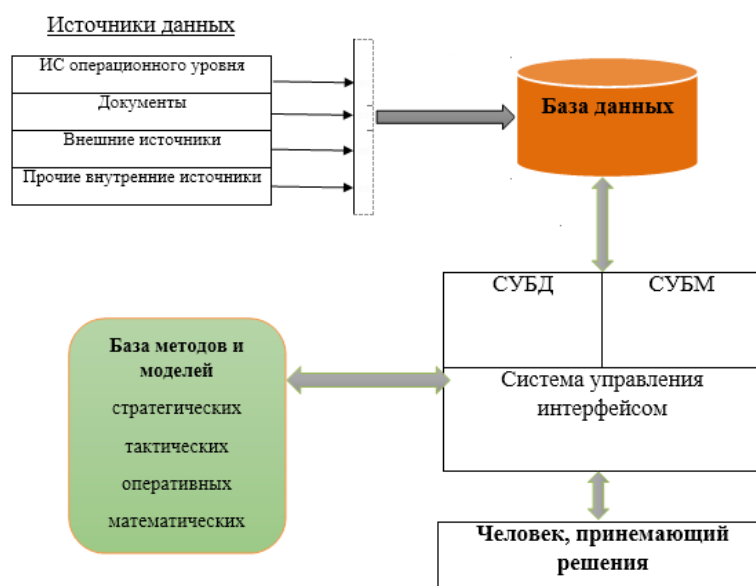 Источники данных
ИС операционного уровня
Документы
Внешние источники
Прочие внутренние источники
База данных
СУБД
СУБМ
Система управления
интерфейсом
База методов и
моделей
стратегических
тактических
оперативных
математических
Человек, принемающий
решения